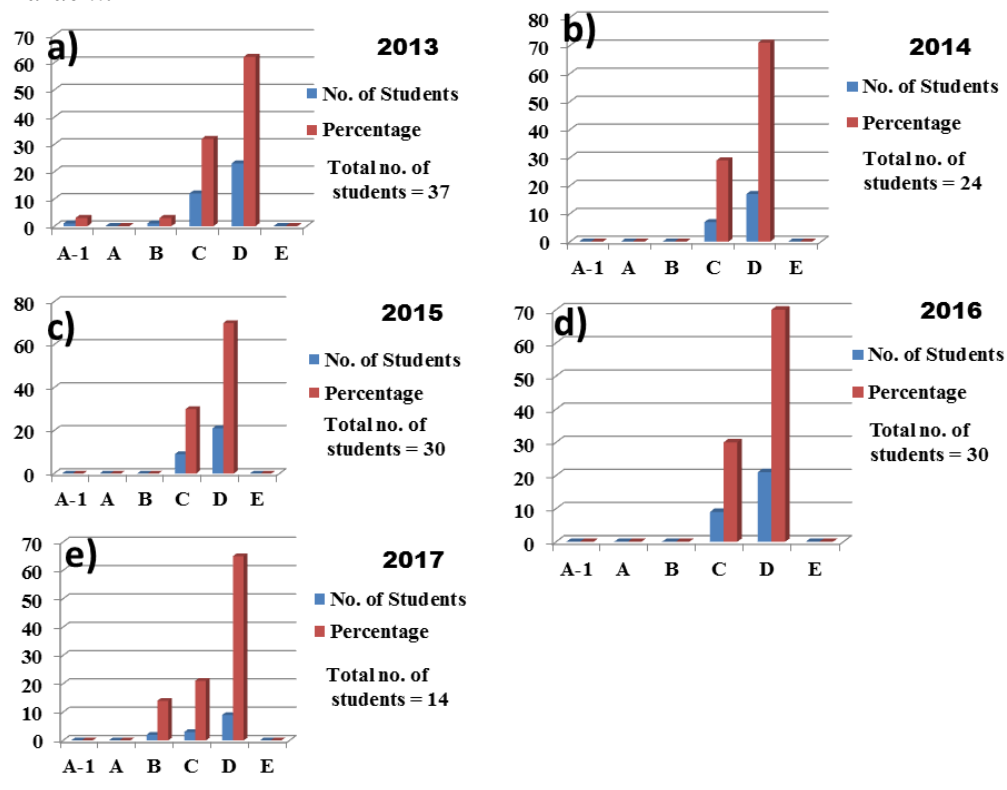 a)
2013
70
60
50
40
30
20
10
0
A-1 A B C D E
No. of Students
Percentage
Total no. of
students = 37
b)
2014
80
70
60
50
40
30
20
10
0
A-1 A B C D E
No. of Students
Percentage
Total no. of
students = 24
c)
2015
80
60
40
20
0
A-1 A B C D E
No. of Students
Percentage
Total no. of
students = 30
d)
2016
70
60
50
40
30
20
10
0
A-1 A B C D E
No. of Students
Percentage
Total no. of
students = 30
e)
2017
70
60
50
40
30
20
10
0
A-1 A B C D E
No. of Students
Percentage
Total no. of
students = 14